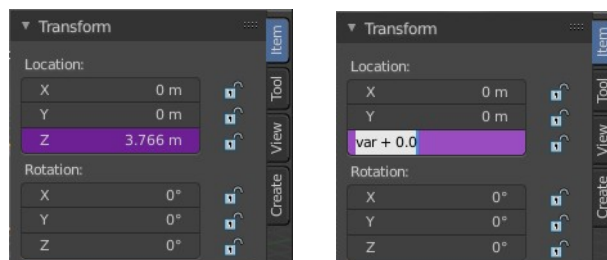 Transform
Location:
X 0 m
Y 0 m
Z 3.766 m
Rotation:
X 0°
Y 0°
Z 0°
Item
Tool
View
Create
Transform
Location:
X 0 m
Y 0 m
var + 0.0
Rotation:
X 0°
Y 0°
Z 0°
Item
Tool
View
Create